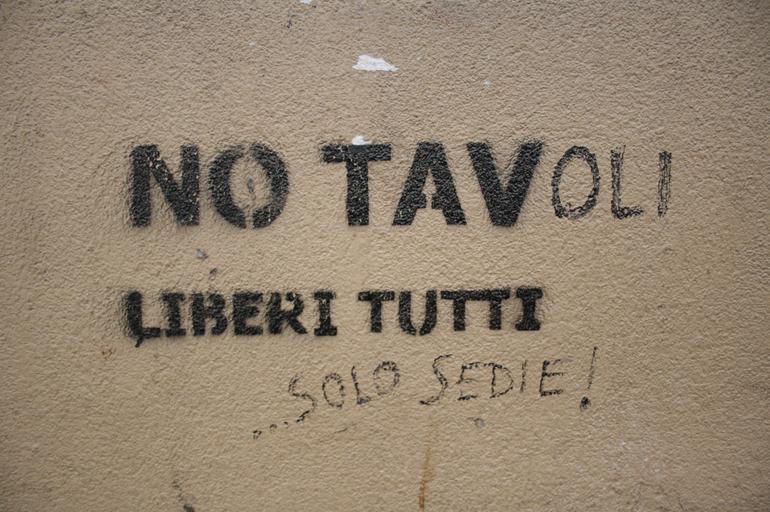 NO TAVOLI
LIBERI TUTTI
...SOLO SEDIE!